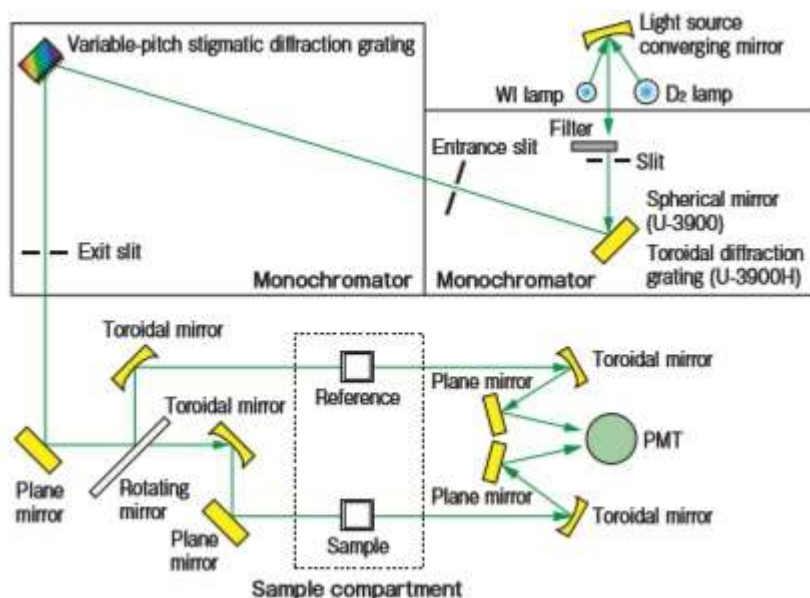 Variable-pitch stigmatic diffraction grating
Light source
converging mirror
WI lamp
D₂ lamp
Filter
Entrance slit
Slit
Spherical mirror
(U-3900)
Toroidal diffraction
grating (U-3900H)
Exit slit
Monochromator
Monochromator
Toroidal mirror
Toroidal mirror
Reference
Plane mirror
Toroidal mirror
PMT
Plane
mirror
Rotating
mirror
Plane
mirror
Sample
Plane mirror
Toroidal mirror
Sample compartment